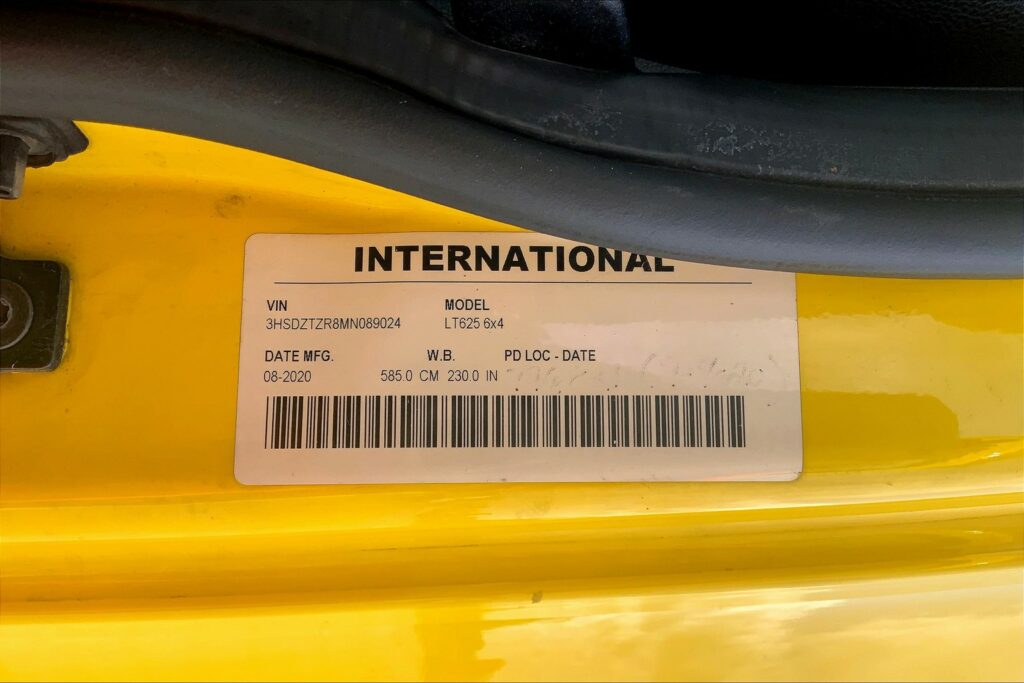 INTERNATIONAL
VIN MODEL
3HSDZTZR8MN089024 LT625 6x4
DATE MFG. W.B. PD LOC - DATE
08-2020 585.0 CM 230.0 IN